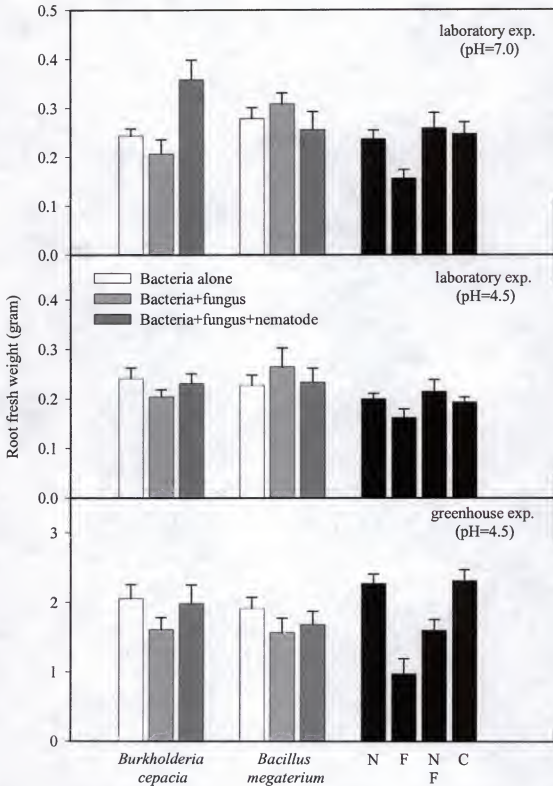 0.5
laboratory exp.
(pH=7.0)
0.4
0.3
0.2
0.1
0.0
Bacteria alone
Bacteria+fungus
Bacteria+fungus+nematode
laboratory exp.
(pH=4.5)
0.4
0.3
0.2
0.1
0.0
Root fresh weight (gram)
greenhouse exp.
(pH=4.5)
3
2
1
0
Burkholderia
cepacia
Bacillus
megaterium
N F N C
F